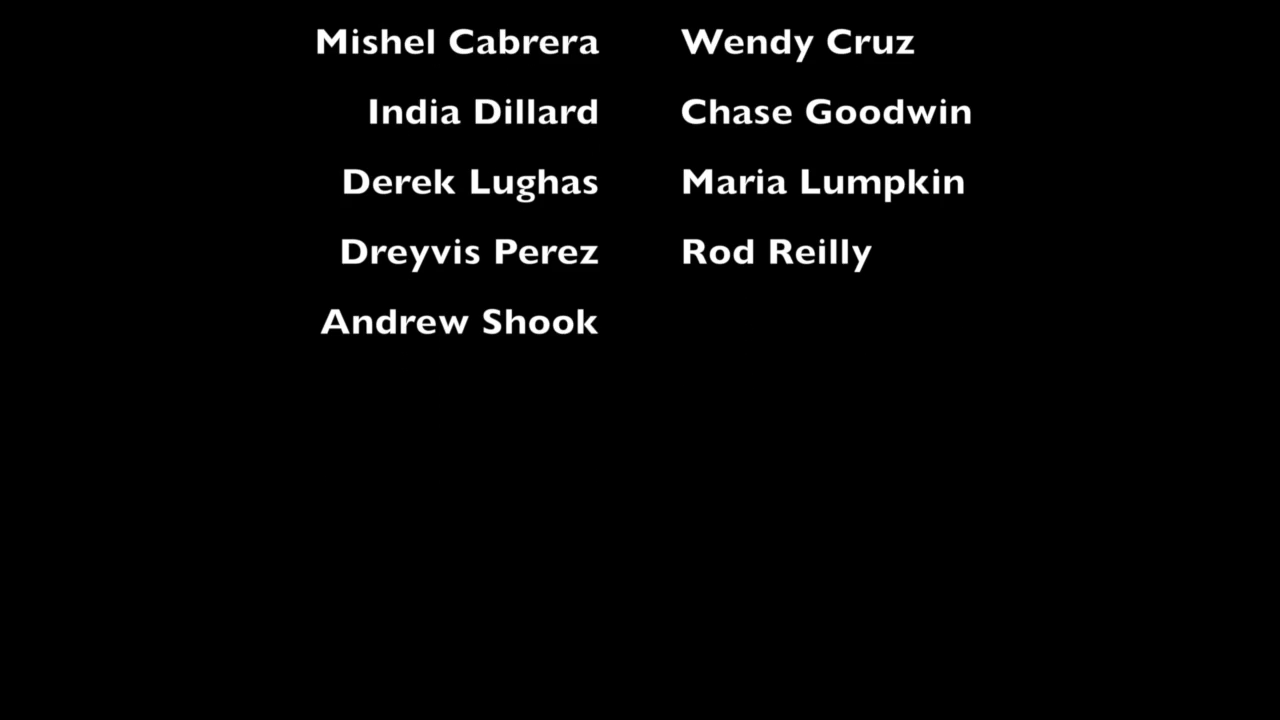 Mishel Cabrera Wendy Cruz
India Dillard Chase Goodwin
Derek Lughas Maria Lumpkin
Dreyvis Perez Rod Reilly
Andrew Shook